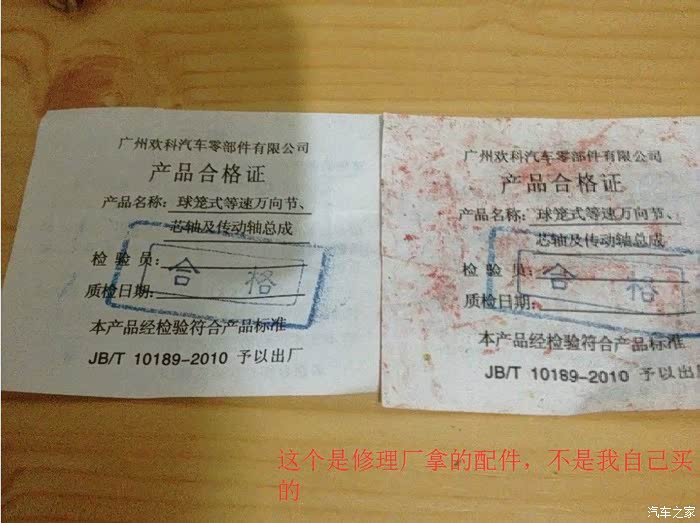 广州欢科汽车零部件有限公司
产品合格证
产品名称：球笼式等速万向节、
芯轴及传动轴总成
检验员：
质检日期：
合格
本产品经检验符合产品标准
JB/T 10189-2010 予以出厂
广州欢科汽车零部件有限公司
产品合格证
产品名称：球笼式等速万向节、
芯轴及传动轴总成
检验员：
质检日期：
合格
本产品经检验符合产品标准
JB/T 10189-2010 予以出厂
这个是修理厂拿的配件，不是我自己买
的
汽车之家